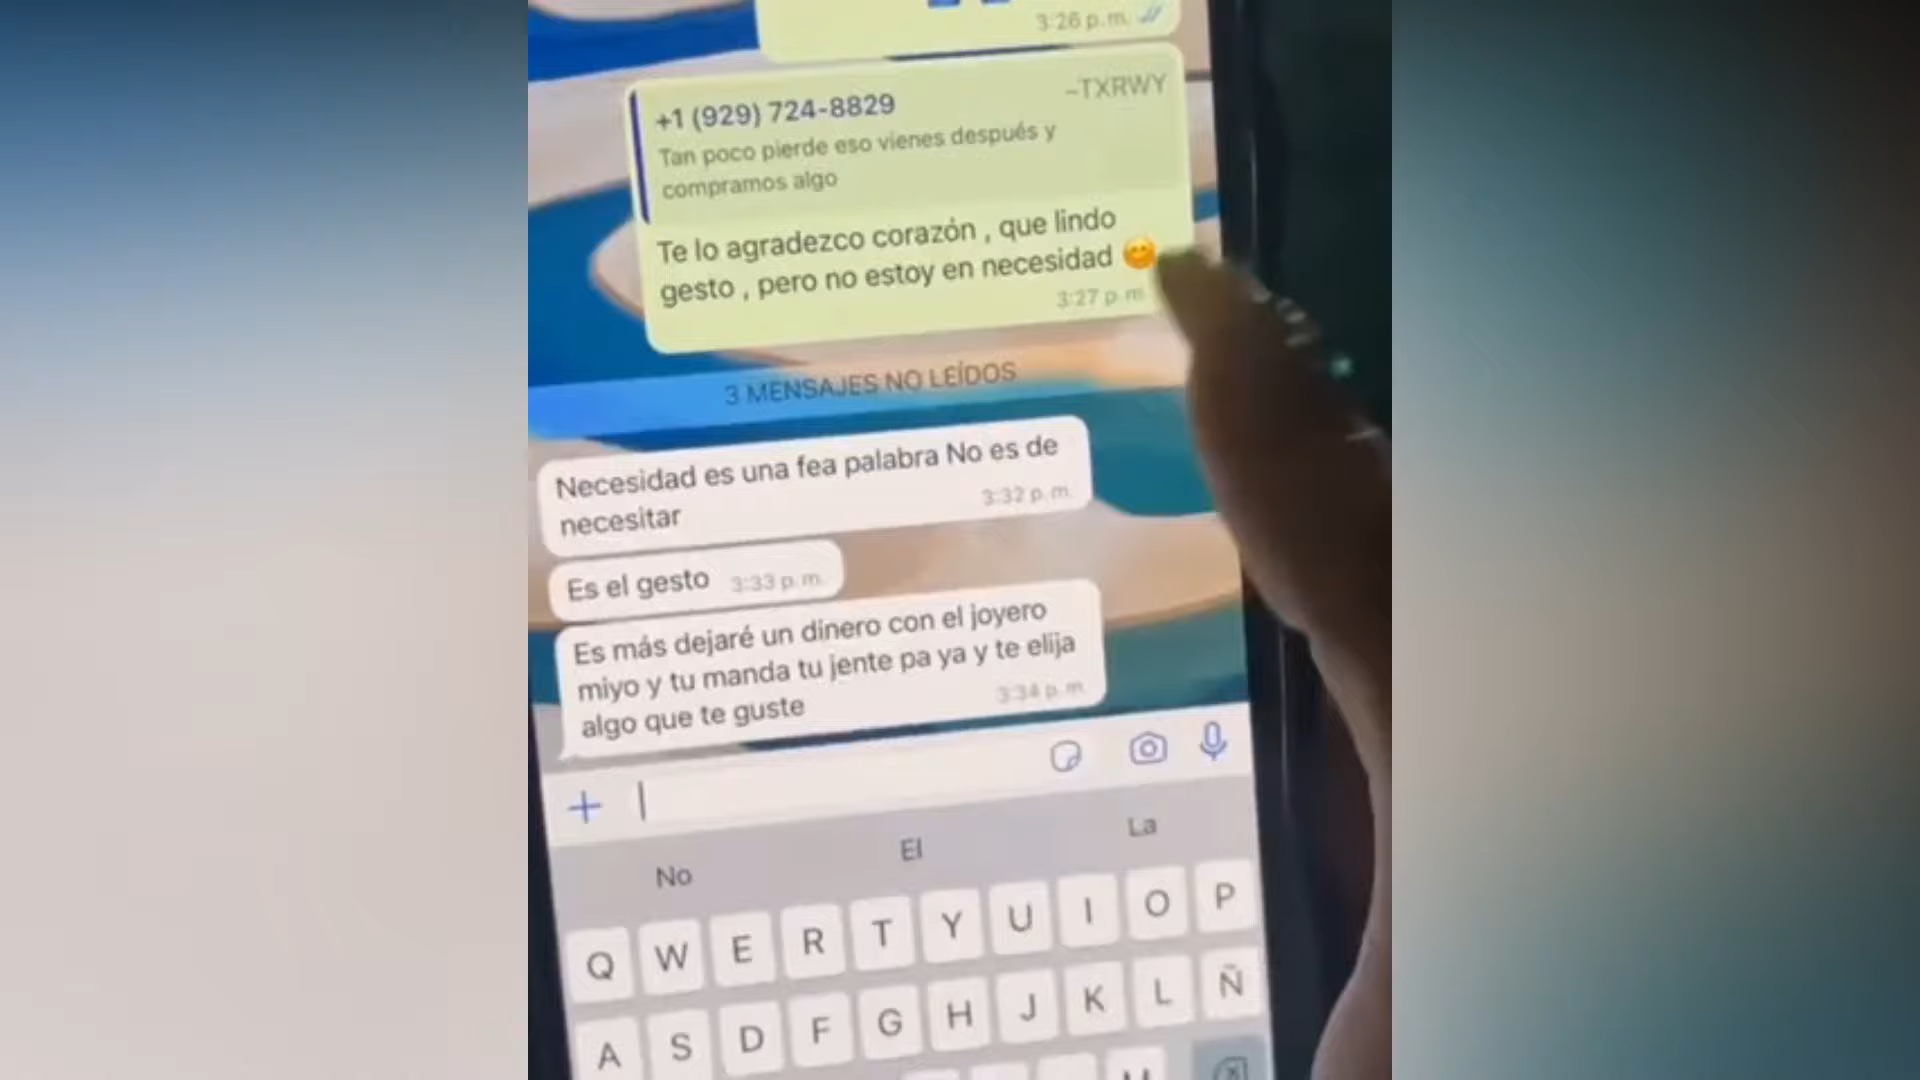 3:26 p.m.
+1 (929) 724-8829
~TXRWY
Tan poco pierde eso vienes después y
compramos algo
Te lo agradezco corazón , que lindo
gesto , pero no estoy en necesidad 😊
3:27 p.m
3 MENSAJES NO LEÍDOS
Necesidad es una fea palabra No es de
necesitar
3:32 p.m.
Es el gesto
3:33 p.m.
Es más dejaré un dinero con el joyero
miyo y tu manda tu jente pa ya y te elija
algo que te guste
3:34 p.m.
No El La
Q W E R T Y U I O P
A S D F G H J K L Ñ